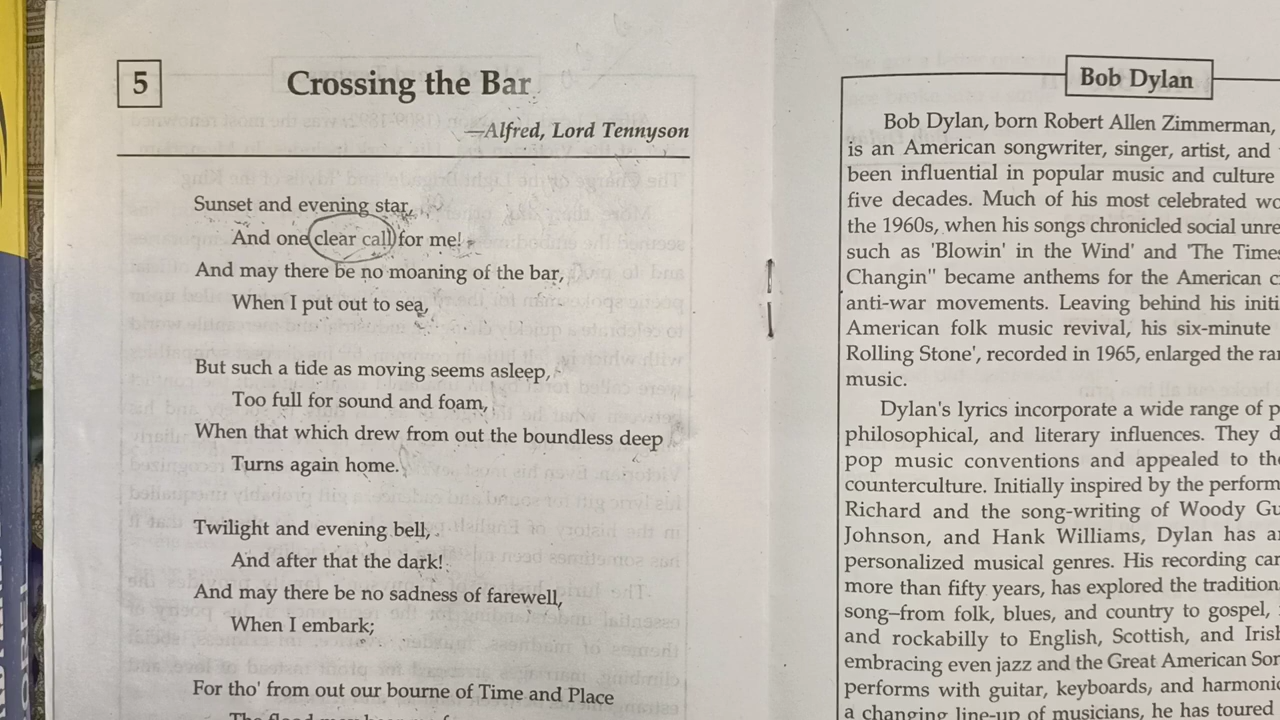 5
Crossing the Bar
—Alfred, Lord Tennyson
Sunset and evening star,
And one clear call for me!
And may there be no moaning of the bar,
When I put out to sea,
But such a tide as moving seems asleep,
Too full for sound and foam,
When that which drew from out the boundless deep
Turns again home.
Twilight and evening bell,
And after that the dark!
And may there be no sadness of farewell,
When I embark;
For tho' from out our bourne of Time and Place
Bob Dylan
Bob Dylan, born Robert Allen Zimmerman,
is an American songwriter, singer, artist, and
been influential in popular music and culture
five decades. Much of his most celebrated
the 1960s, when his songs chronicled social
such as 'Blowin' in the Wind' and 'The
Changin" became anthems for the American
anti-war movements. Leaving behind his
American folk music revival, his six-minute
Rolling Stone', recorded in 1965, enlarged the
music.
Dylan's lyrics incorporate a wide range of
philosophical, and literary influences. They
pop music conventions and appealed to
counterculture. Initially inspired by the
Richard and the song-writing of Woody
Johnson, and Hank Williams, Dylan has
personalized musical genres. His recording
more than fifty years, has explored the
song–from folk, blues, and country to gospel,
and rockabilly to English, Scottish, and
embracing even jazz and the Great American
performs with guitar, keyboards, and
a changing line-up of musicians, he has toured